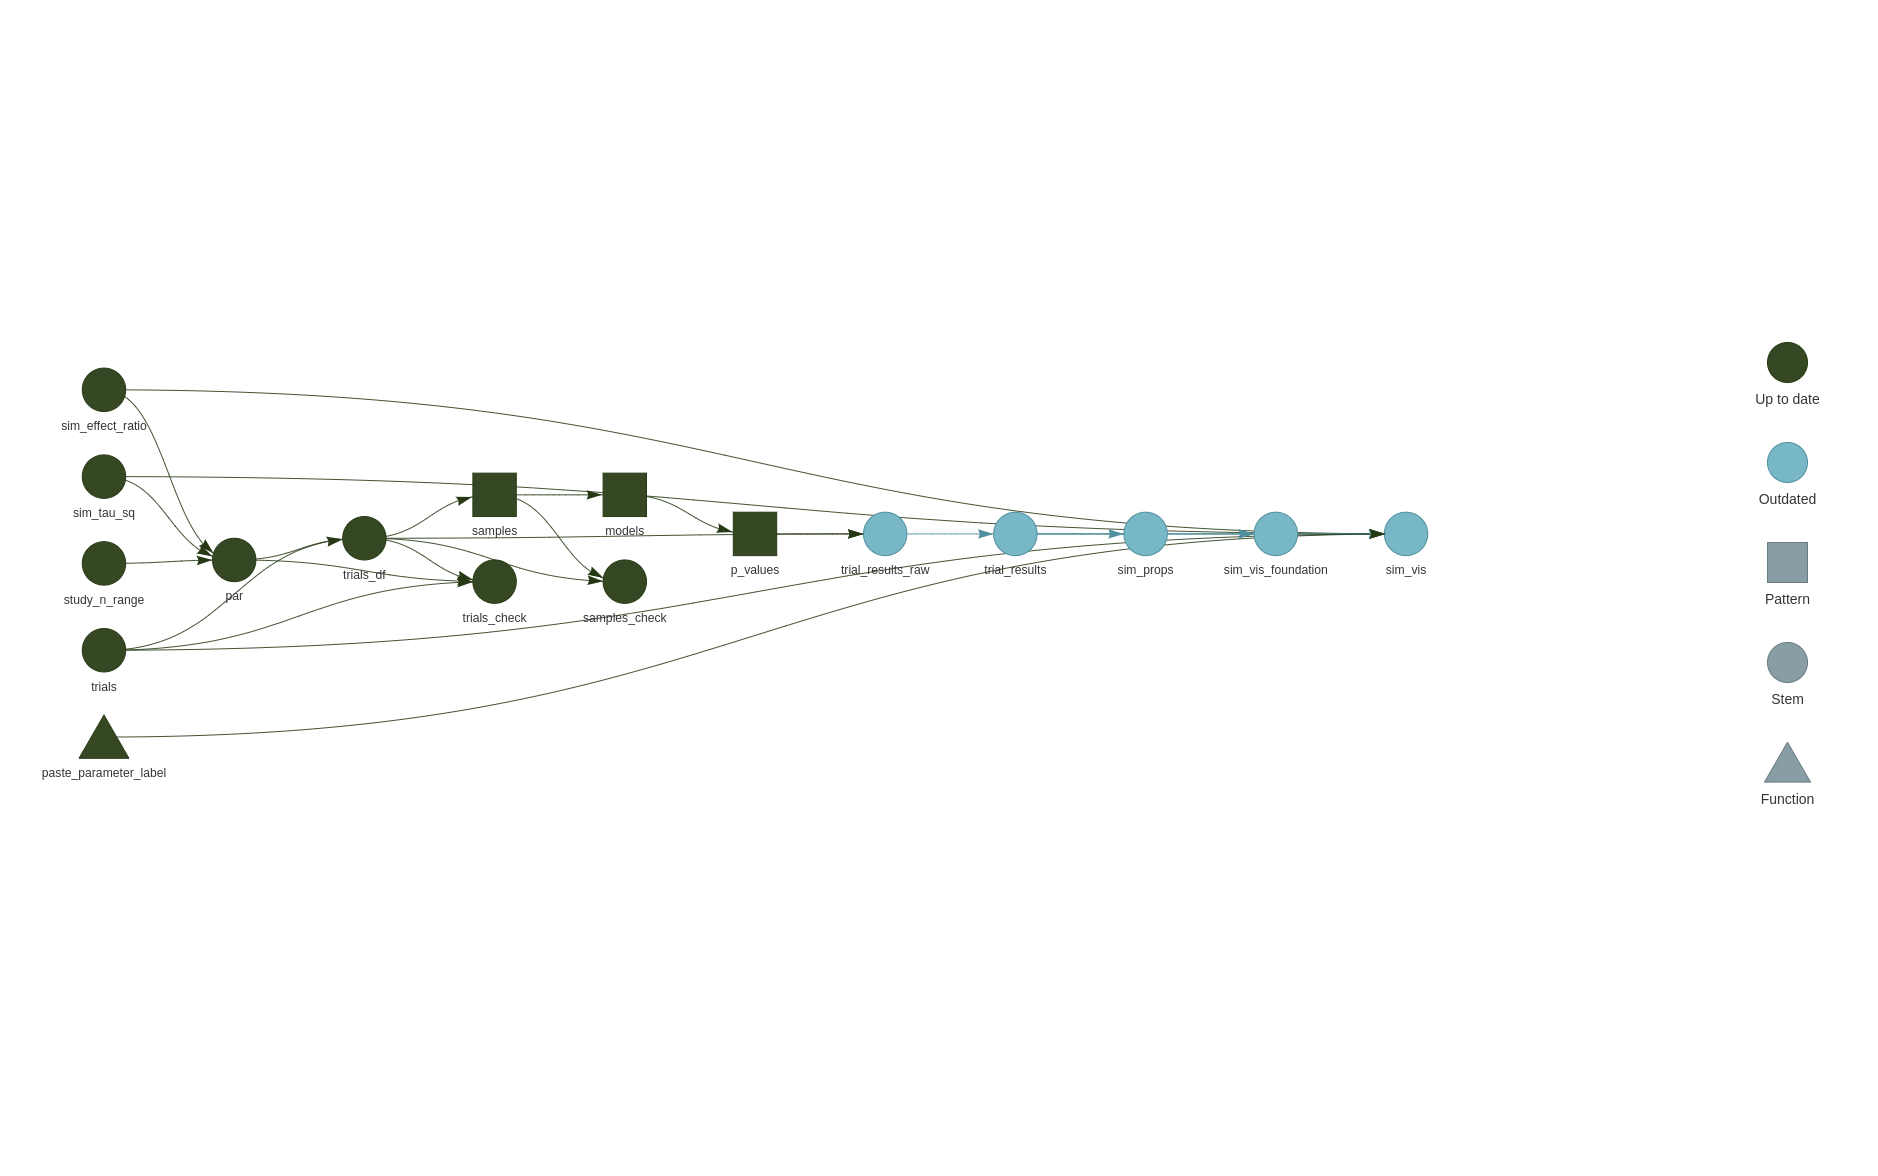 sim_effect_ratio
sim_tau_sq
study_n_range
trials
paste_parameter_label
par
trials_df
samples
trials_check
models
samples_check
p_values
trial_results_raw
trial_results
sim_props
sim_vis_foundation
sim_vis
Up to date
Outdated
Pattern
Stem
Function